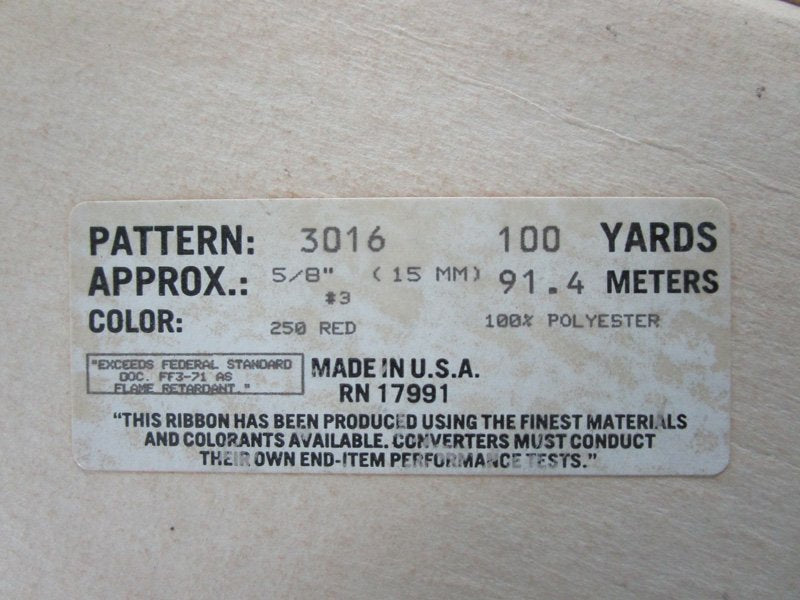 PATTERN: 3016 100 YARDS
APPROX.: 5/8" (15 MM) 91.4 METERS
#3
COLOR: 250 RED 100% POLYESTER
"EXCEEDS FEDERAL STANDARD
DOC. FF3-71 AS
FLAME RETARDANT."
MADE IN U.S.A.
RN 17991
"THIS RIBBON HAS BEEN PRODUCED USING THE FINEST MATERIALS
AND COLORANTS AVAILABLE. CONVERTERS MUST CONDUCT
THEIR OWN END-ITEM PERFORMANCE TESTS."